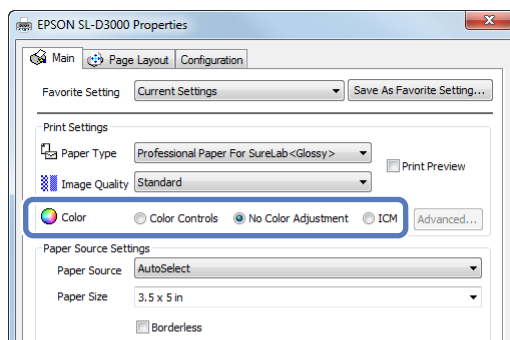 EPSON SL-D3000 Properties
Main Page Layout Configuration
Favorite Setting Current Settings Save As Favorite Setting...
Print Settings
Paper Type Professional Paper For SureLab<Glossy>
Print Preview
Image Quality Standard
Color Color Controls No Color Adjustment ICM Advanced...
Paper Source Settings
Paper Source AutoSelect
Paper Size 3.5 x 5 in
Borderless